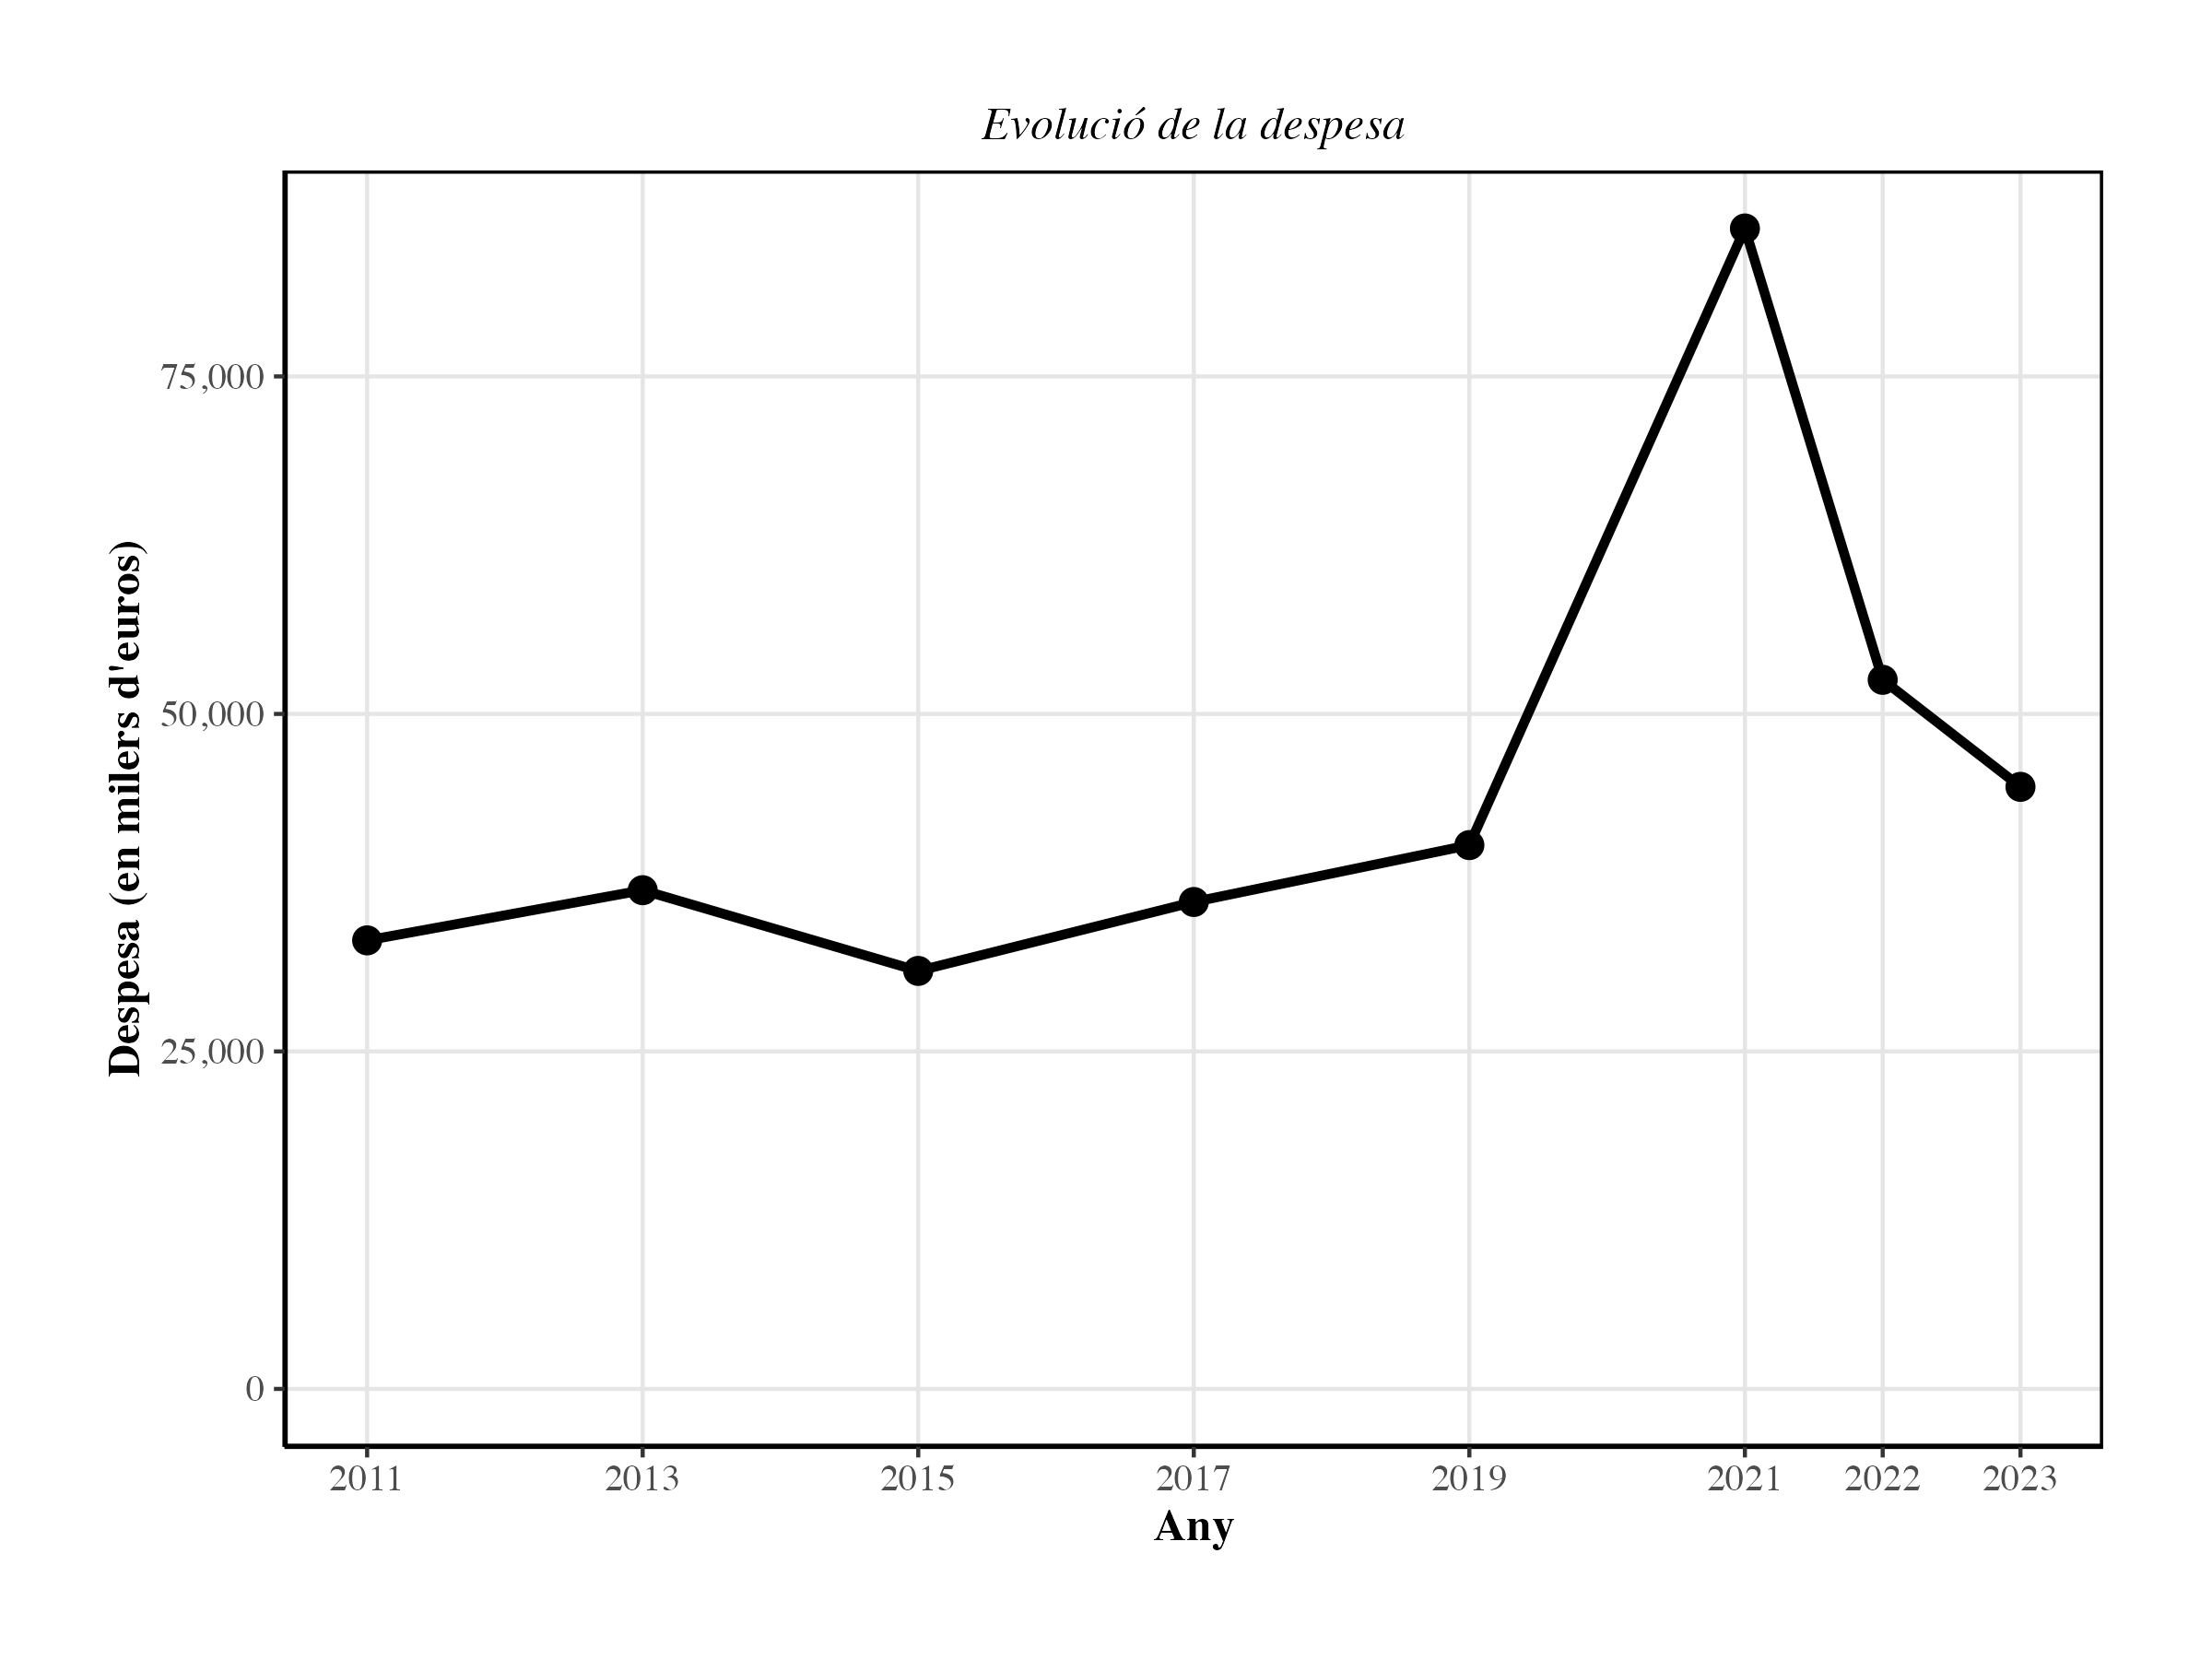 Evolució de la despesa
Despesa (en milers d'euros)
75,000
50,000
25,000
0
2011 2013 2015 2017 2019 2021 2022 2023
Any